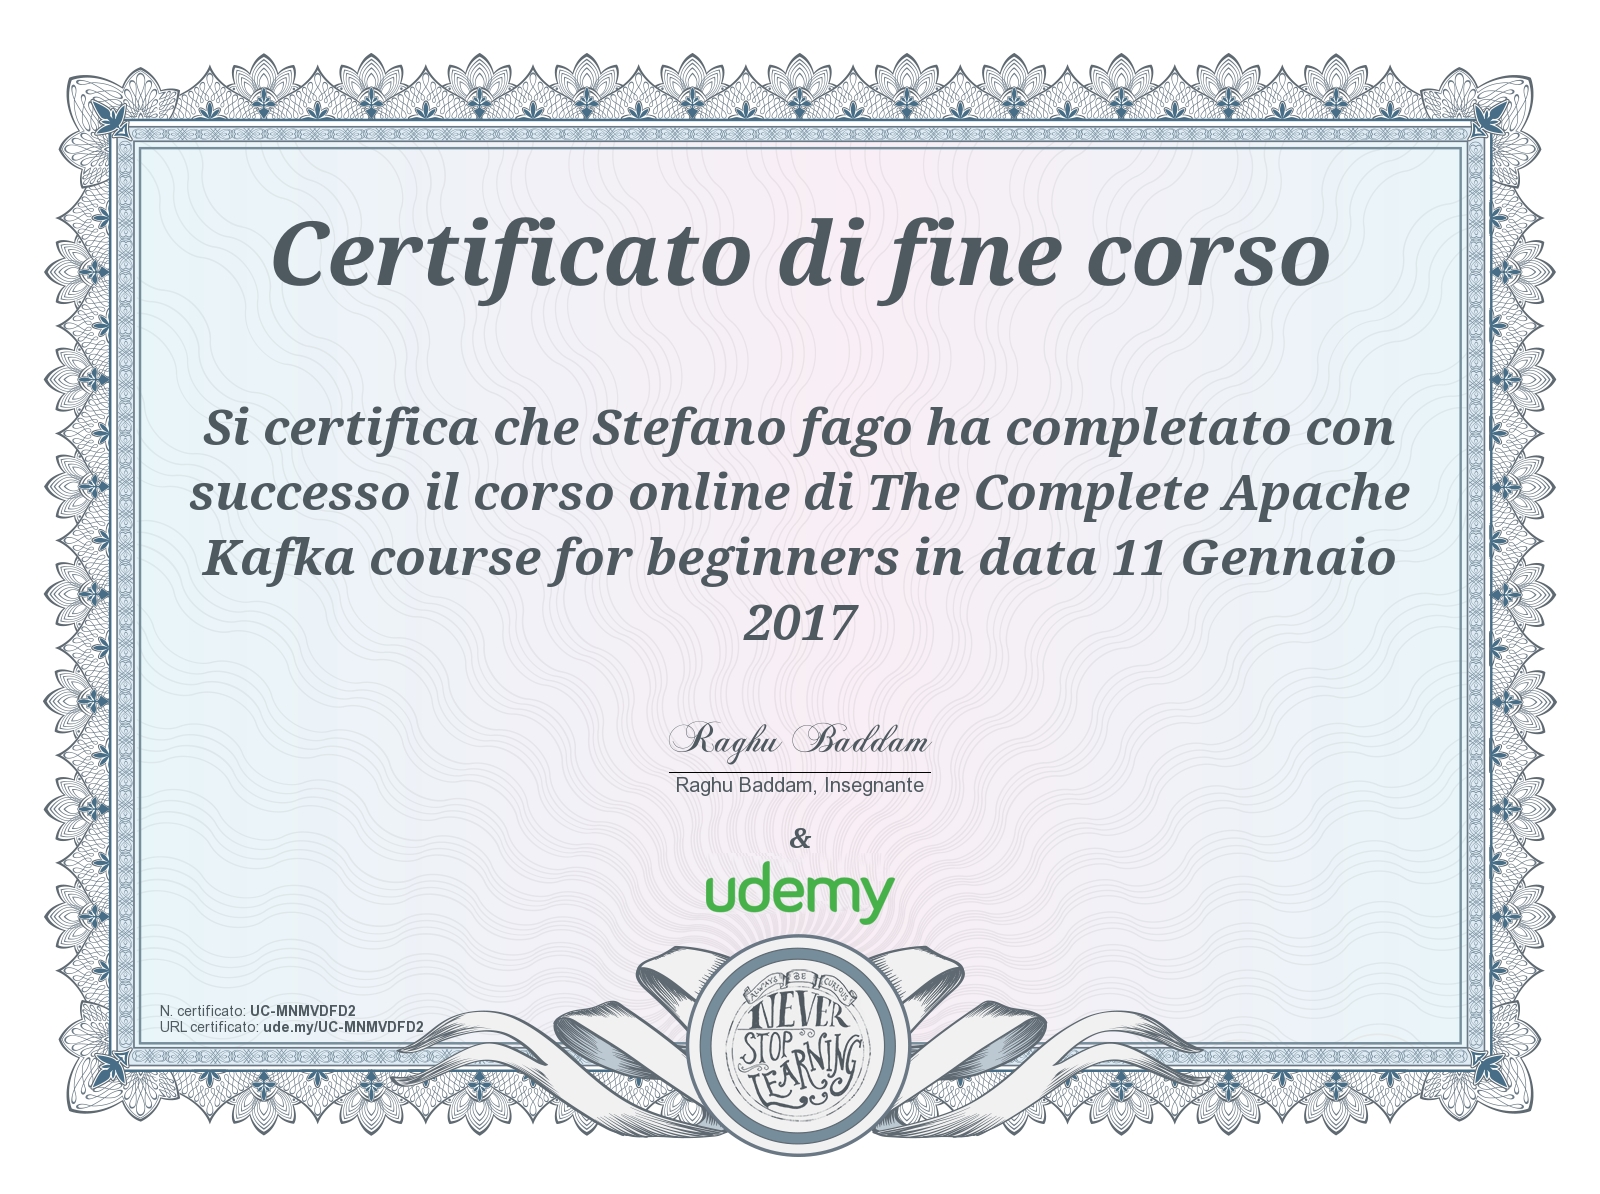 Certificato di fine corso
Si certifica che Stefano fago ha completato con
successo il corso online di The Complete Apache
Kafka course for beginners in data 11 Gennaio
2017
Raghu Baddam
Raghu Baddam, Insegnante
&
udemy
N. certificato: UC-MNMVDFD2
URL certificato: ude.my/UC-MNMVDFD2
ALWAYS BE CURIOUS
NEVER
STOP
LEARNING